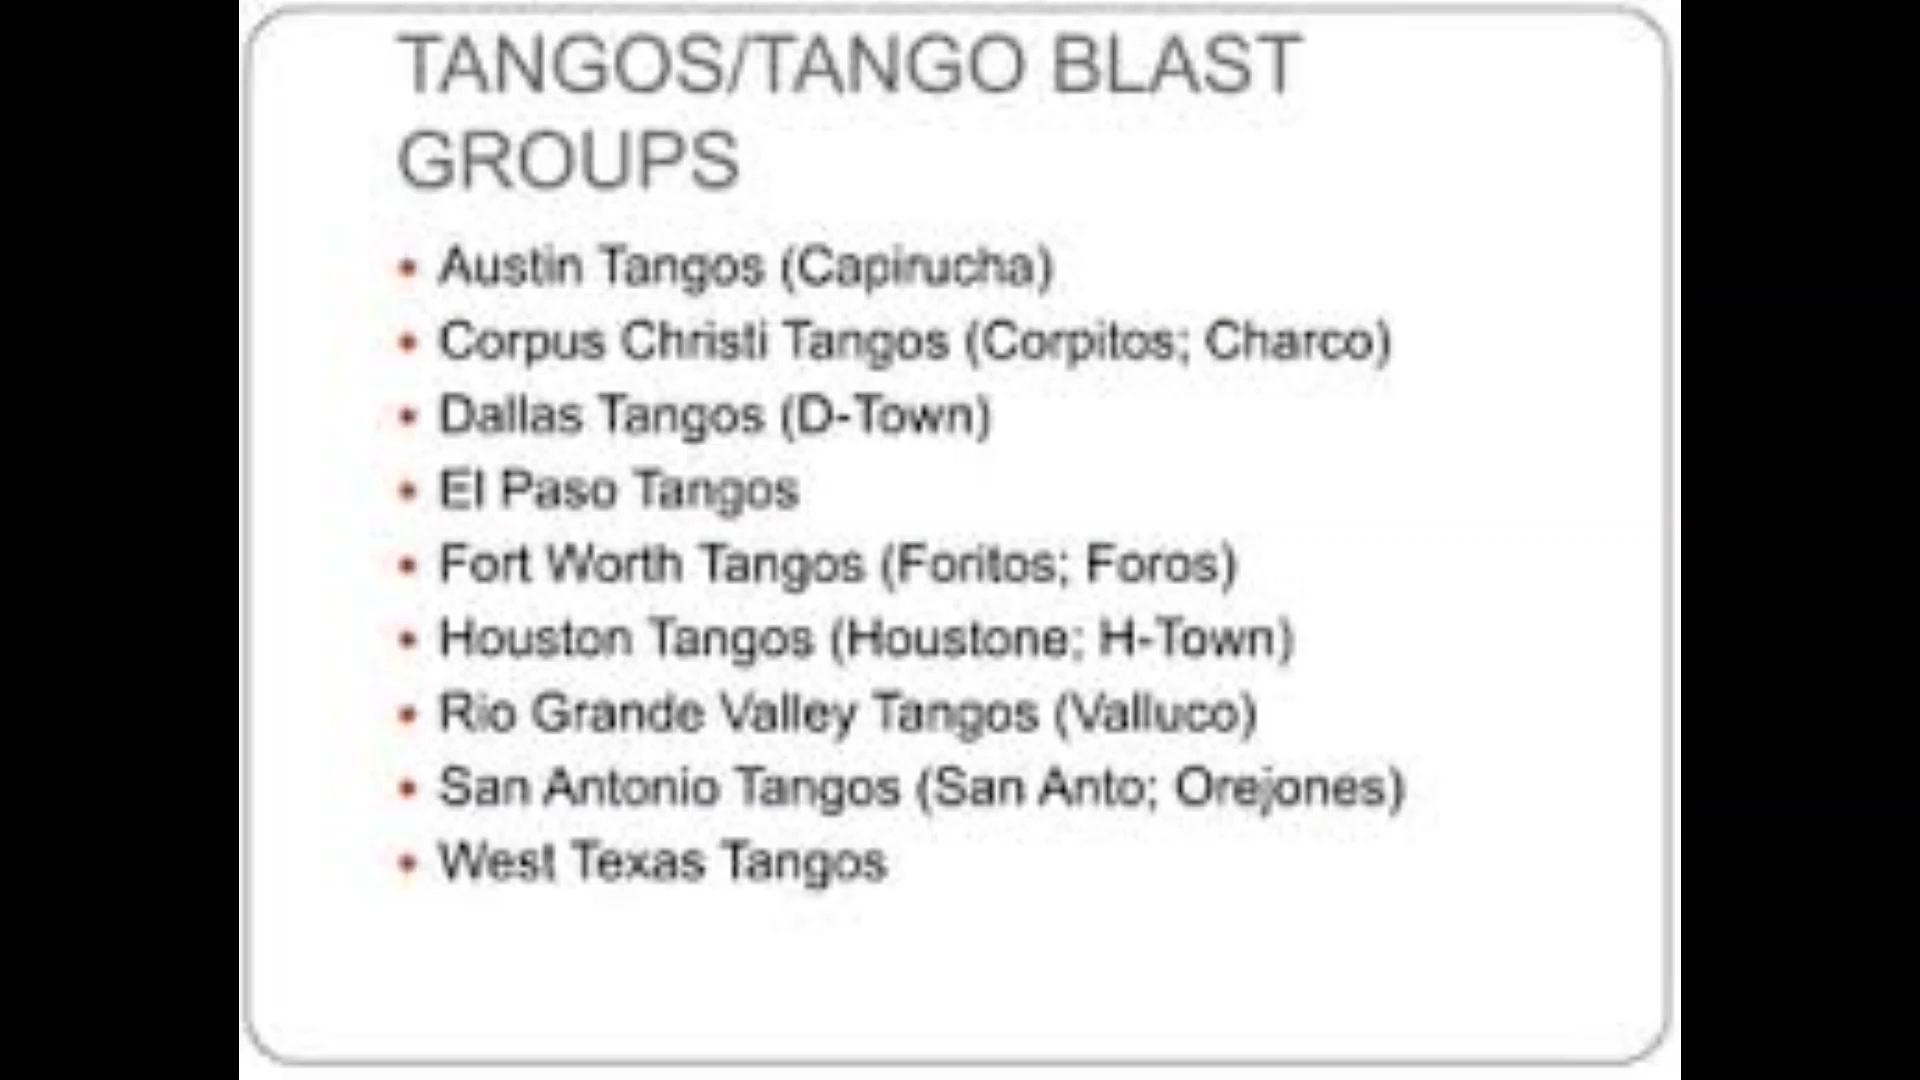 TANGOS/TANGO BLAST
GROUPS
• Austin Tangos (Capirucha)
• Corpus Christi Tangos (Corpitos; Charco)
• Dallas Tangos (D-Town)
• El Paso Tangos
• Fort Worth Tangos (Foritos; Foros)
• Houston Tangos (Houstone; H-Town)
• Rio Grande Valley Tangos (Valluco)
• San Antonio Tangos (San Anto; Orejones)
• West Texas Tangos